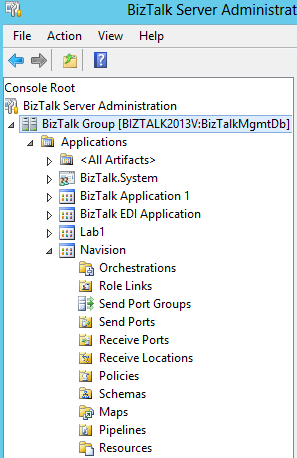 BizTalk Server Administrat
File Action View Help
Console Root
BizTalk Server Administration
BizTalk Group [BIZTALK2013V:BizTalkMgmtDb]
Applications
<All Artifacts>
BizTalk.System
BizTalk Application 1
BizTalk EDI Application
Lab1
Navision
Orchestrations
Role Links
Send Port Groups
Send Ports
Receive Ports
Receive Locations
Policies
Schemas
Maps
Pipelines
Resources